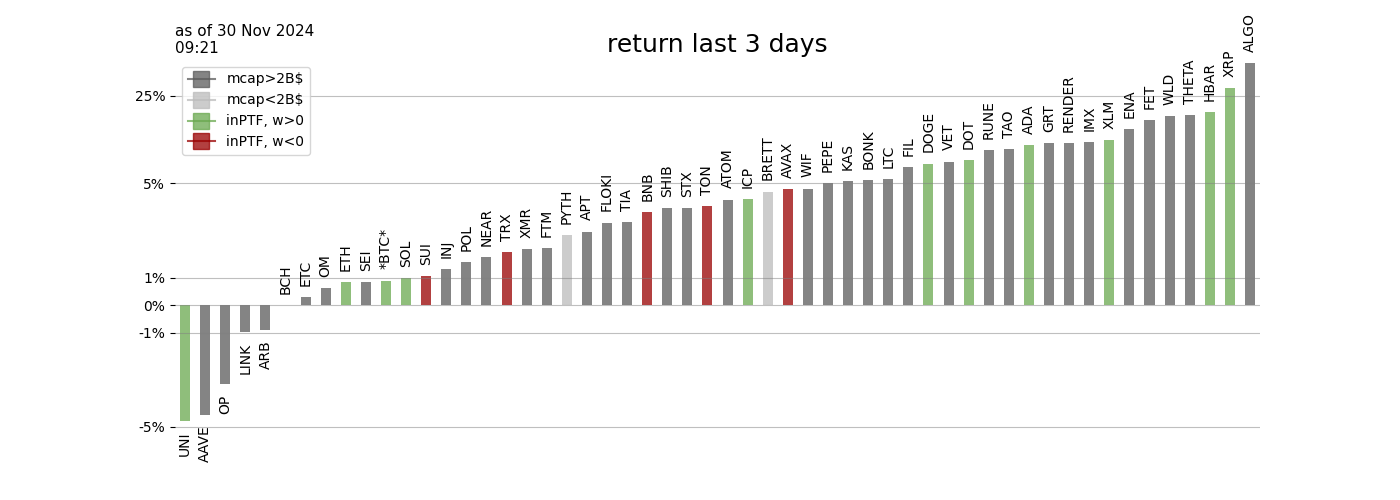 as of 30 Nov 2024
09:21
return last 3 days
mcap>2B$
mcap<2B$
inPTF, w>0
inPTF, w<0
25%
5%
1%
0%
-1%
-5%
UNI
AAVE
OP
LINK
ARB
BCH
ETC
OM
ETH
SEI
*BTC*
SOL
SUI
INJ
POL
NEAR
TRX
XMR
FTM
PYTH
APT
FLOKI
TIA
BNB
SHIB
STX
TON
ATOM
ICP
BRETT
AVAX
WIF
PEPE
KAS
BONK
LTC
FIL
DOGE
VET
DOT
RUNE
TAO
ADA
GRT
RENDER
IMX
XLM
ENA
FET
WLD
THETA
HBAR
XRP
ALGO